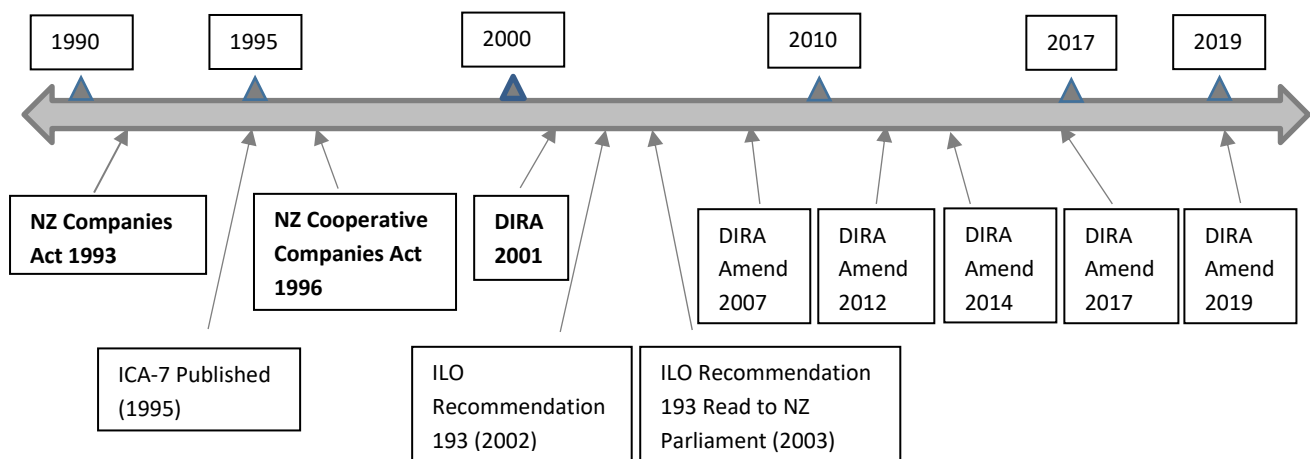 1990
1995
2000
2010
2017
2019
NZ Companies
Act 1993
NZ Cooperative
Companies Act
1996
DIRA
2001
DIRA
Amend
2007
DIRA
Amend
2012
DIRA
Amend
2014
DIRA
Amend
2017
DIRA
Amend
2019
ICA-7 Published
(1995)
ILO
Recommendation
193 (2002)
ILO Recommendation
193 Read to NZ
Parliament (2003)